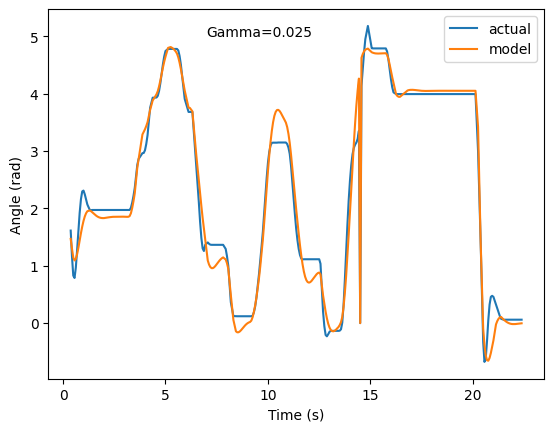 Gamma=0.025
actual
model
5
4
3
2
1
0
Angle (rad)
0 5 10 15 20
Time (s)